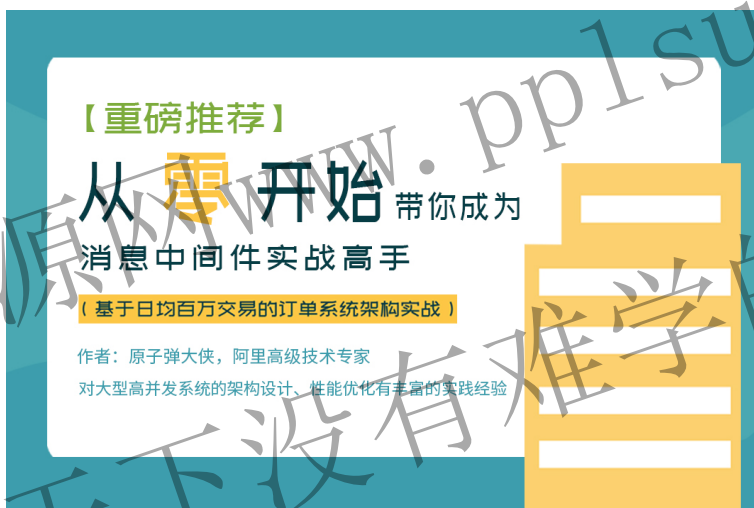 【重磅推荐】
从零开始带你成为
消息中间件实战高手
（基于日均百万交易的订单系统架构实战）
作者：原子弹大侠，阿里高级技术专家
对大型高并发系统的架构设计、性能优化有丰富的实践经验
源网www.pplsu
天下没有难学的